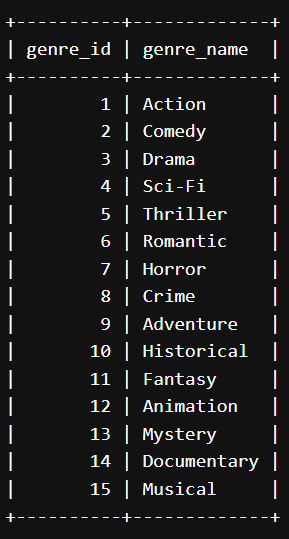 +----------+-------------+
| genre_id | genre_name  |
+----------+-------------+
|        1 | Action      |
|        2 | Comedy      |
|        3 | Drama       |
|        4 | Sci-Fi      |
|        5 | Thriller    |
|        6 | Romantic    |
|        7 | Horror      |
|        8 | Crime       |
|        9 | Adventure   |
|       10 | Historical  |
|       11 | Fantasy     |
|       12 | Animation   |
|       13 | Mystery     |
|       14 | Documentary |
|       15 | Musical     |
+----------+-------------+